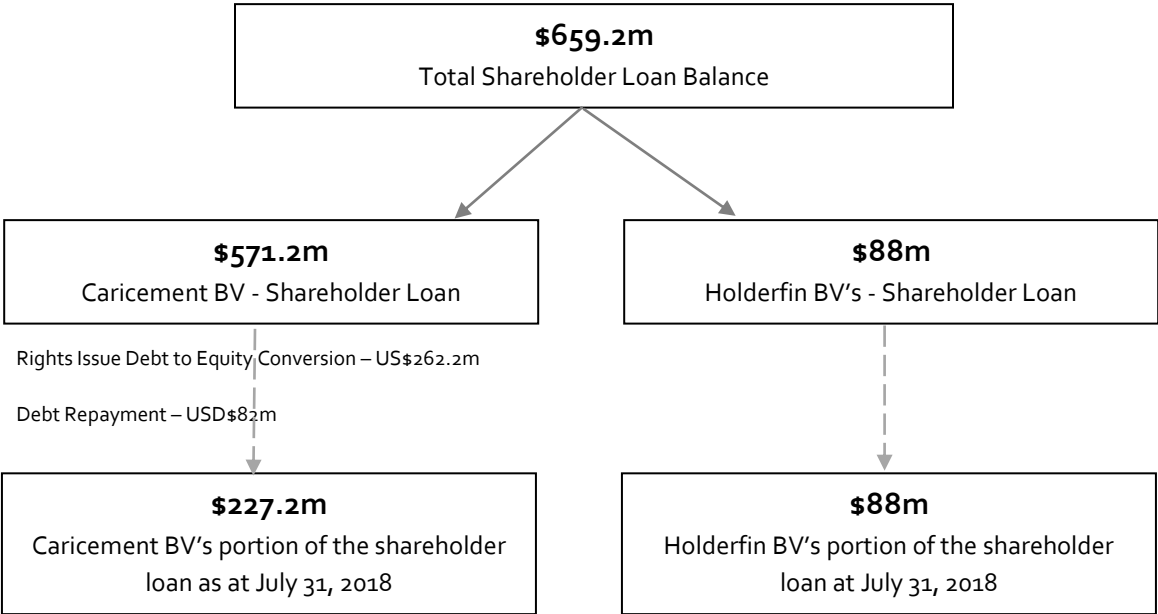 $659.2m
Total Shareholder Loan Balance
$571.2m
Caricement BV - Shareholder Loan
$88m
Holderfin BV's - Shareholder Loan
Rights Issue Debt to Equity Conversion – US$262.2m
Debt Repayment – USD$82m
$227.2m
Caricement BV's portion of the shareholder
loan as at July 31, 2018
$88m
Holderfin BV's portion of the shareholder
loan at July 31, 2018